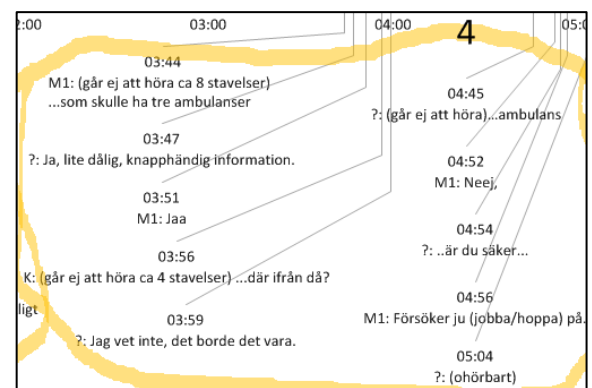 2:00 03:00 04:00 05:0
4
03:44
M1: (går ej att höra ca 8 stavelser)
...som skulle ha tre ambulanser
03:47
?: Ja, lite dålig, knapphändig information.
03:51
M1: Jaa
03:56
K: (går ej att höra ca 4 stavelser) ...där ifrån då?
ligt
03:59
?: Jag vet inte, det borde det vara.
04:45
?: (går ej att höra)...ambulans
04:52
M1: Neej,
04:54
?: ..är du säker...
04:56
M1: Försöker ju (jobba/hoppa) på.
05:04
?: (ohörbart)